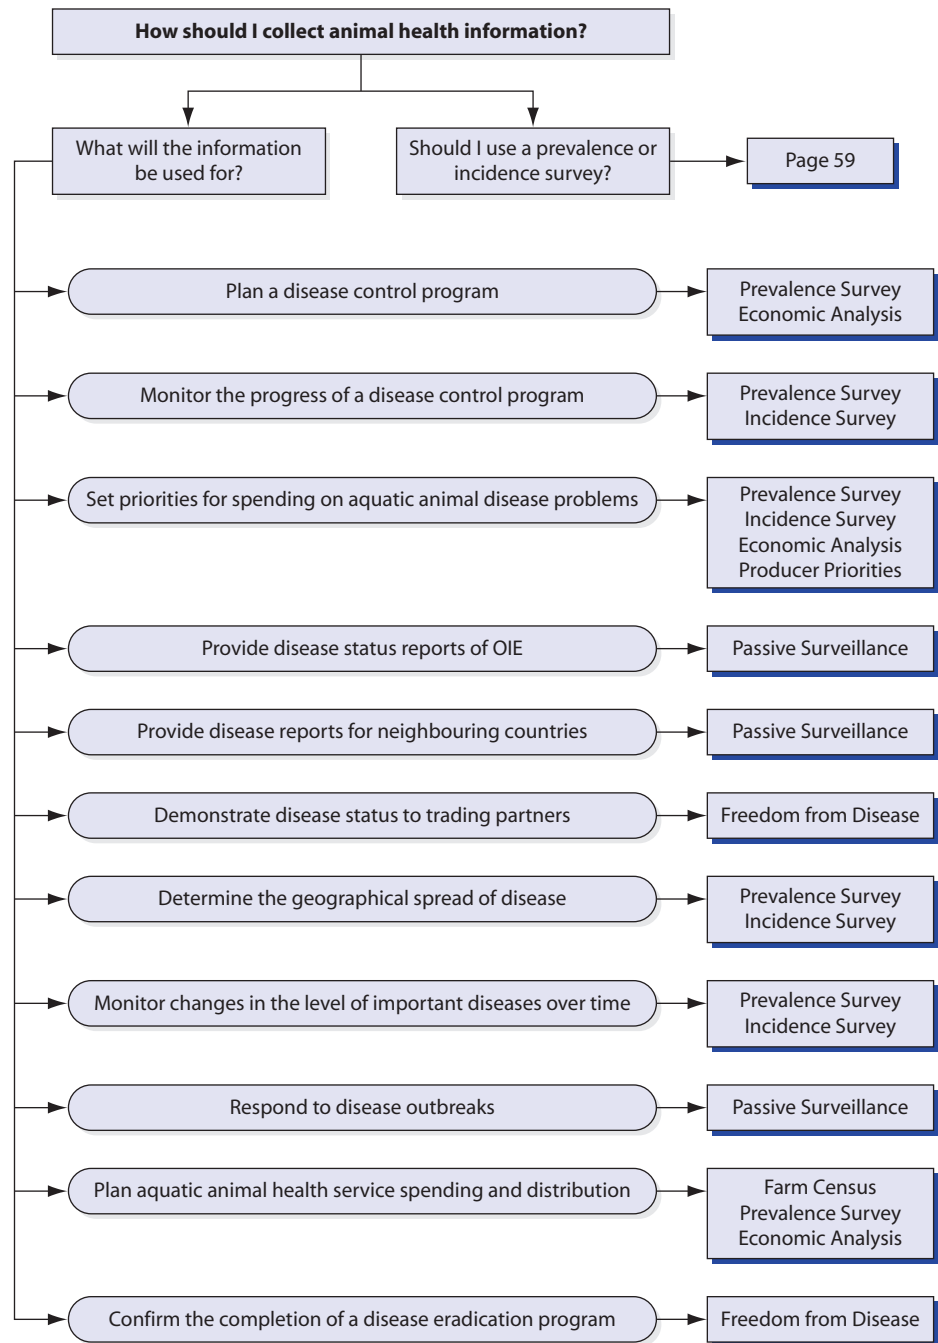 How should I collect animal health information?
What will the information
be used for?
Should I use a prevalence or
incidence survey?
Page 59
Plan a disease control program
Prevalence Survey
Economic Analysis
Monitor the progress of a disease control program
Prevalence Survey
Incidence Survey
Set priorities for spending on aquatic animal disease problems
Prevalence Survey
Incidence Survey
Economic Analysis
Producer Priorities
Provide disease status reports of OIE
Passive Surveillance
Provide disease reports for neighbouring countries
Passive Surveillance
Demonstrate disease status to trading partners
Freedom from Disease
Determine the geographical spread of disease
Prevalence Survey
Incidence Survey
Monitor changes in the level of important diseases over time
Prevalence Survey
Incidence Survey
Respond to disease outbreaks
Passive Surveillance
Plan aquatic animal health service spending and distribution
Farm Census
Prevalence Survey
Economic Analysis
Confirm the completion of a disease eradication program
Freedom from Disease